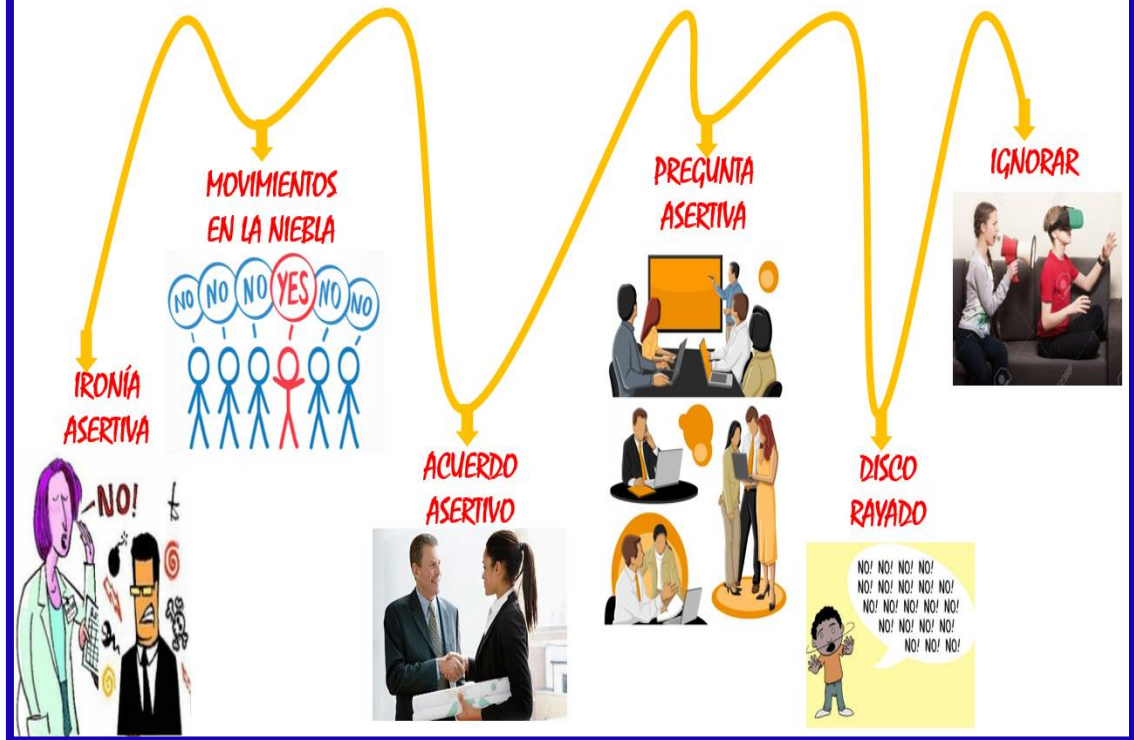 IRONÍA
ASERTIVA
NO!
MOVIMIENTOS
EN LA NIEBLA
NO NO NO YES NO NO
ACUERDO
ASERTIVO
PREGUNTA
ASERTIVA
DISCO
RAYADO
NO! NO! NO! NO!
NO! NO! NO! NO! NO!
NO! NO! NO! NO! NO!
NO! NO! NO! NO!
NO! NO! NO!
IGNORAR